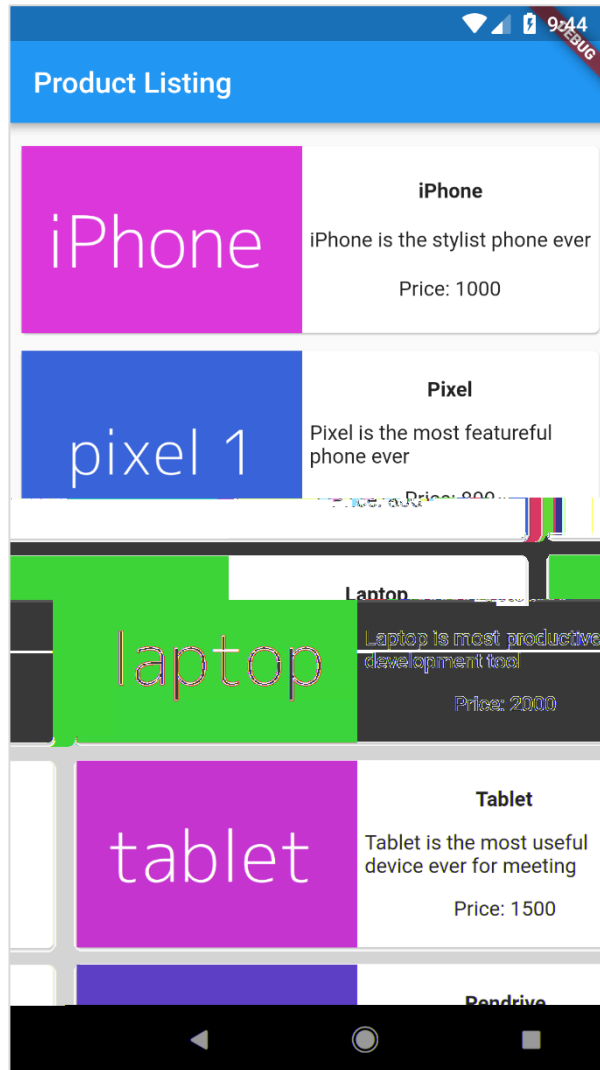 9:44
DEBUG
Product Listing
iPhone
iPhone
iPhone is the stylist phone ever
Price: 1000
pixel 1
Pixel
Pixel is the most featureful
phone ever
Price: 800
Laptop
laptop
Laptop is most productive
development tool
Price: 2000
tablet
Tablet
Tablet is the most useful
device ever for meeting
Price: 1500
Pendrive